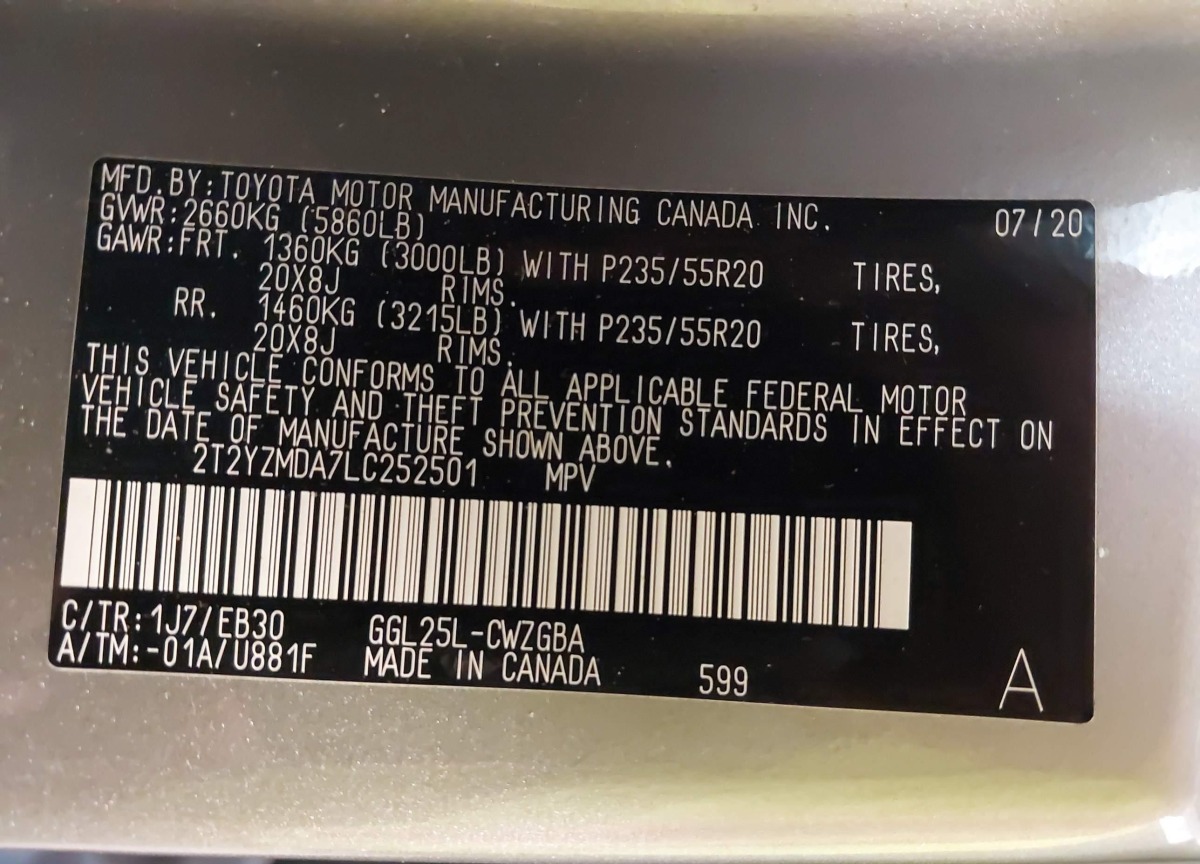 MFD.BY:TOYOTA MOTOR MANUFACTURING CANADA INC. 07/20
GVWR:2660KG (5860LB)
GAWR:FRT. 1360KG (3000LB) WITH P235/55R20 TIRES,
20X8J RIMS.
RR. 1460KG (3215LB) WITH P235/55R20 TIRES,
20X8J RIMS.
THIS VEHICLE CONFORMS TO ALL APPLICABLE FEDERAL MOTOR
VEHICLE SAFETY AND THEFT PREVENTION STANDARDS IN EFFECT ON
THE DATE OF MANUFACTURE SHOWN ABOVE.
2T2YZMDA7LC252501 MPV
C/TR:1J7/EB30 GGL25L-CWZGBA
A/TM:-01A/U881F MADE IN CANADA 599 A